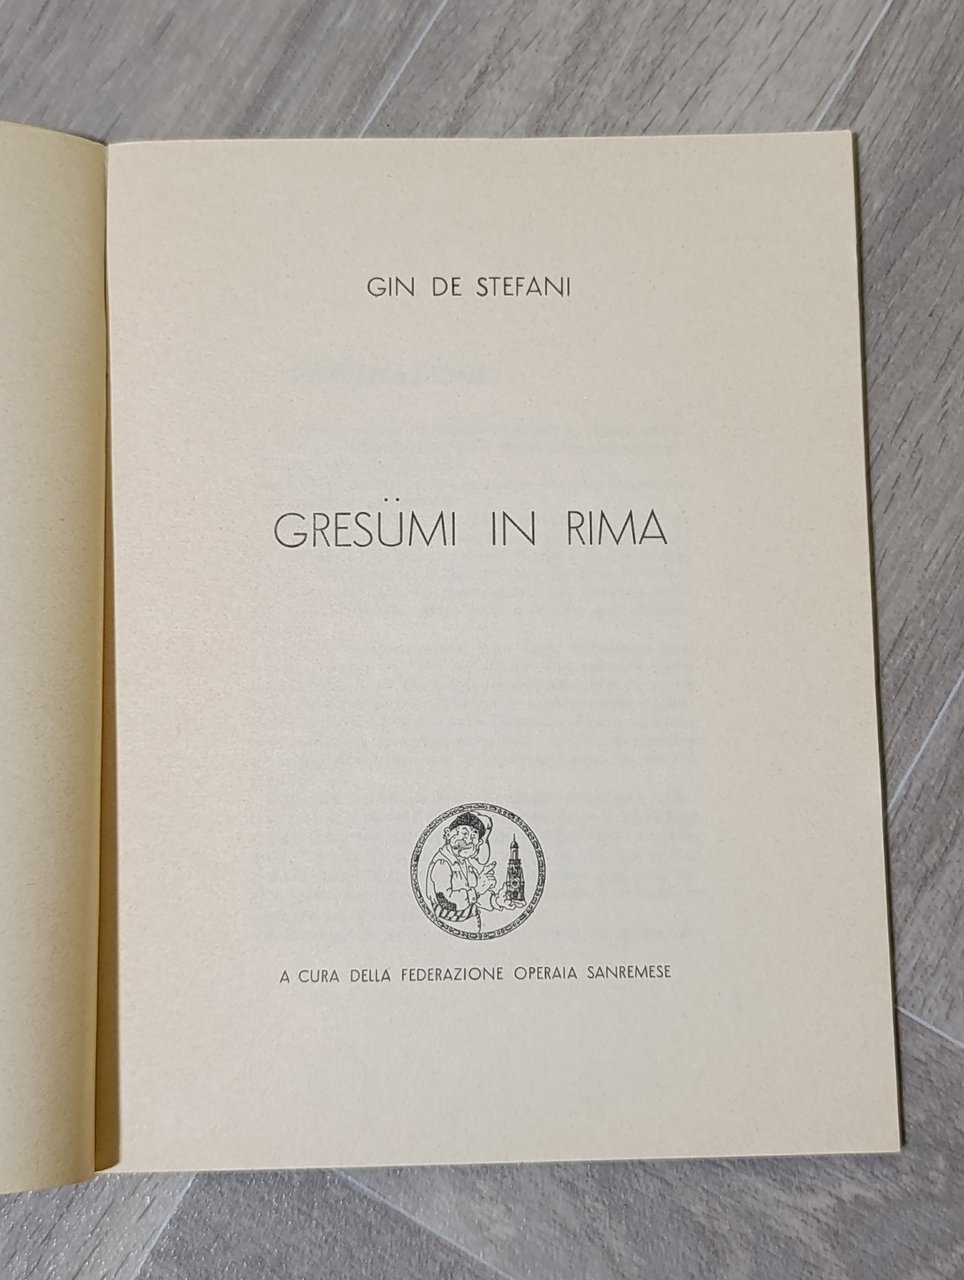 GIN DE STEFANI
GRESÜMI IN RIMA
A CURA DELLA FEDERAZIONE OPERAIA SANREMESE